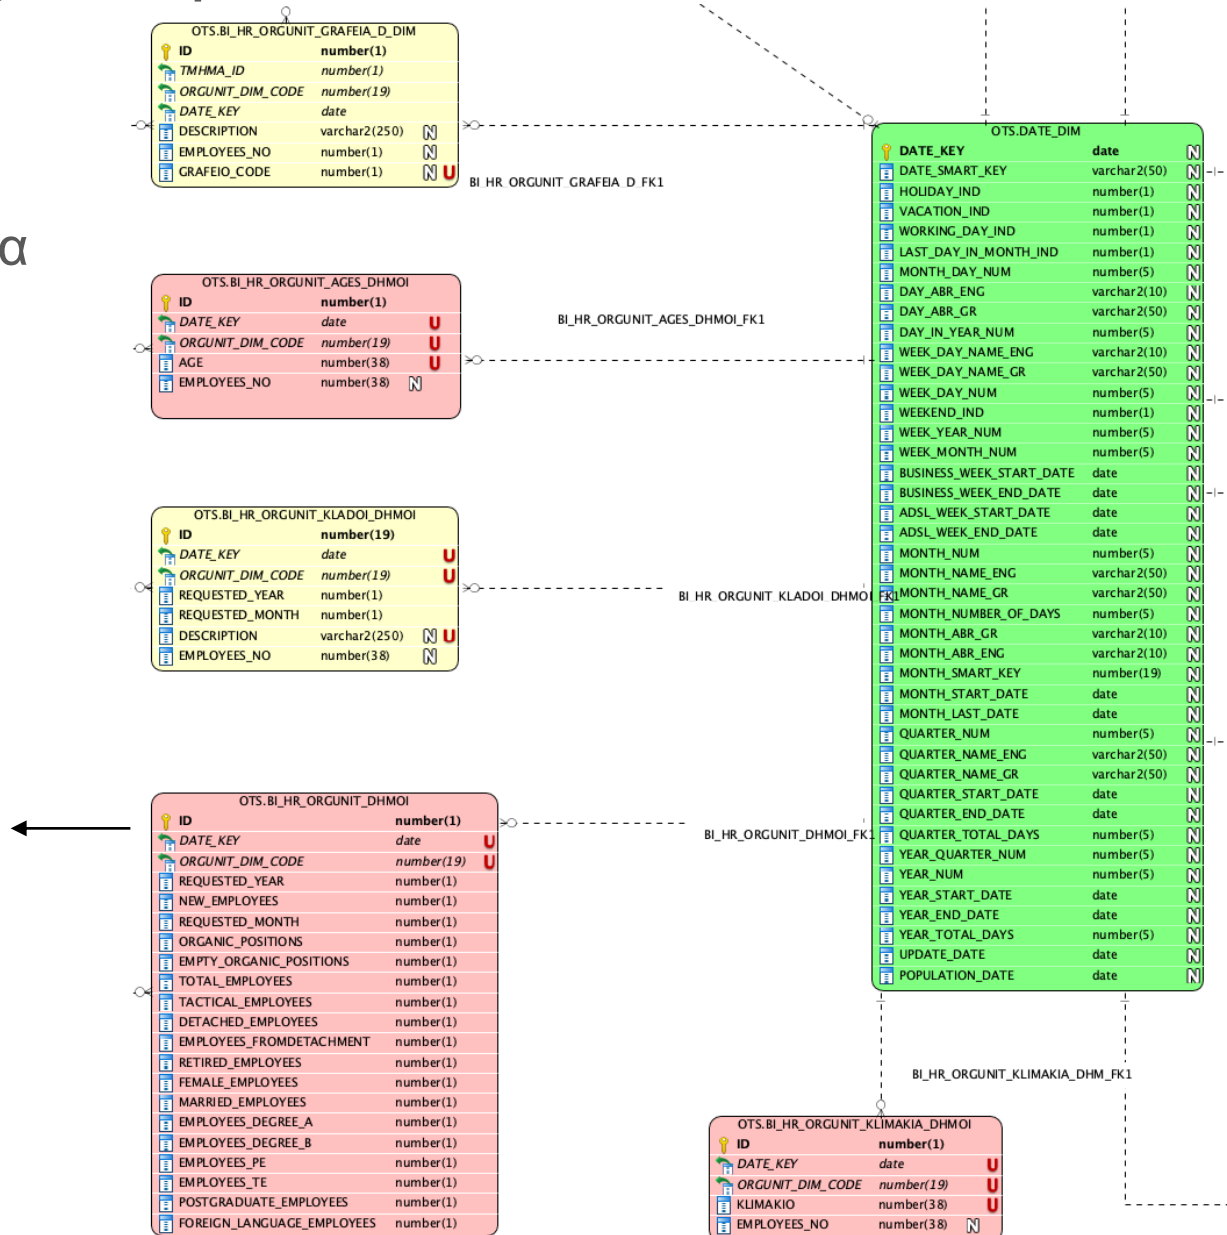 OTS.BI_HR_ORGUNIT_GRAFEIA_D_DIM
ID number(1)
TMHMA_ID number(1)
ORGUNIT_DIM_CODE number(19)
DATE_KEY date
DESCRIPTION varchar2(250) N
EMPLOYEES_NO number(1) N
GRAFEIO_CODE number(1) N U
BI_HR_ORGUNIT_GRAFEIA_D_FK1
α
OTS.BI_HR_ORGUNIT_AGES_DHMOI
ID number(1)
DATE_KEY date U
ORGUNIT_DIM_CODE number(19) U
AGE number(38) U
EMPLOYEES_NO number(38) N
BI_HR_ORGUNIT_AGES_DHMOI_FK1
OTS.BI_HR_ORGUNIT_KLADOI_DHMOI
ID number(19)
DATE_KEY date U
ORGUNIT_DIM_CODE number(19) U
REQUESTED_YEAR number(1)
REQUESTED_MONTH number(1)
DESCRIPTION varchar2(250) N U
EMPLOYEES_NO number(38) N
BI_HR_ORGUNIT_KLADOI_DHMOI_FK1
OTS.BI_HR_ORGUNIT_DHMOI
ID number(1)
DATE_KEY date U
ORGUNIT_DIM_CODE number(19) U
REQUESTED_YEAR number(1)
NEW_EMPLOYEES number(1)
REQUESTED_MONTH number(1)
ORGANIC_POSITIONS number(1)
EMPTY_ORGANIC_POSITIONS number(1)
TOTAL_EMPLOYEES number(1)
TACTICAL_EMPLOYEES number(1)
DETACHED_EMPLOYEES number(1)
EMPLOYEES_FROMDETACHMENT number(1)
RETIRED_EMPLOYEES number(1)
FEMALE_EMPLOYEES number(1)
MARRIED_EMPLOYEES number(1)
EMPLOYEES_DEGREE_A number(1)
EMPLOYEES_DEGREE_B number(1)
EMPLOYEES_PE number(1)
EMPLOYEES_TE number(1)
POSTGRADUATE_EMPLOYEES number(1)
FOREIGN_LANGUAGE_EMPLOYEES number(1)
BI_HR_ORGUNIT_DHMOI_FK1
OTS.DATE_DIM
DATE_KEY date N
DATE_SMART_KEY varchar2(50) N
HOLIDAY_IND number(1) N
VACATION_IND number(1) N
WORKING_DAY_IND number(1) N
LAST_DAY_IN_MONTH_IND number(1) N
MONTH_DAY_NUM number(5) N
DAY_ABR_ENG varchar2(10) N
DAY_ABR_GR varchar2(50) N
DAY_IN_YEAR_NUM number(5) N
WEEK_DAY_NAME_ENG varchar2(10) N
WEEK_DAY_NAME_GR varchar2(50) N
WEEK_DAY_NUM number(5) N
WEEKEND_IND number(1) N
WEEK_YEAR_NUM number(5) N
WEEK_MONTH_NUM number(5) N
BUSINESS_WEEK_START_DATE date N
BUSINESS_WEEK_END_DATE date N
ADSL_WEEK_START_DATE date N
ADSL_WEEK_END_DATE date N
MONTH_NUM number(5) N
MONTH_NAME_ENG varchar2(50) N
MONTH_NAME_GR varchar2(50) N
MONTH_NUMBER_OF_DAYS number(5) N
MONTH_ABR_GR varchar2(10) N
MONTH_ABR_ENG varchar2(10) N
MONTH_SMART_KEY number(19) N
MONTH_START_DATE date N
MONTH_LAST_DATE date N
QUARTER_NUM number(5) N
QUARTER_NAME_ENG varchar2(50) N
QUARTER_NAME_GR varchar2(50) N
QUARTER_START_DATE date N
QUARTER_END_DATE date N
QUARTER_TOTAL_DAYS number(5) N
YEAR_QUARTER_NUM number(5) N
YEAR_NUM number(5) N
YEAR_START_DATE date N
YEAR_END_DATE date N
YEAR_TOTAL_DAYS number(5) N
UPDATE_DATE date N
POPULATION_DATE date N
BI_HR_ORGUNIT_KLIMAKIA_DHM_FK1
OTS.BI_HR_ORGUNIT_KLIMAKIA_DHMOI
ID number(1)
DATE_KEY date U
ORGUNIT_DIM_CODE number(19) U
KLIMAKIO number(38) U
EMPLOYEES_NO number(38) N